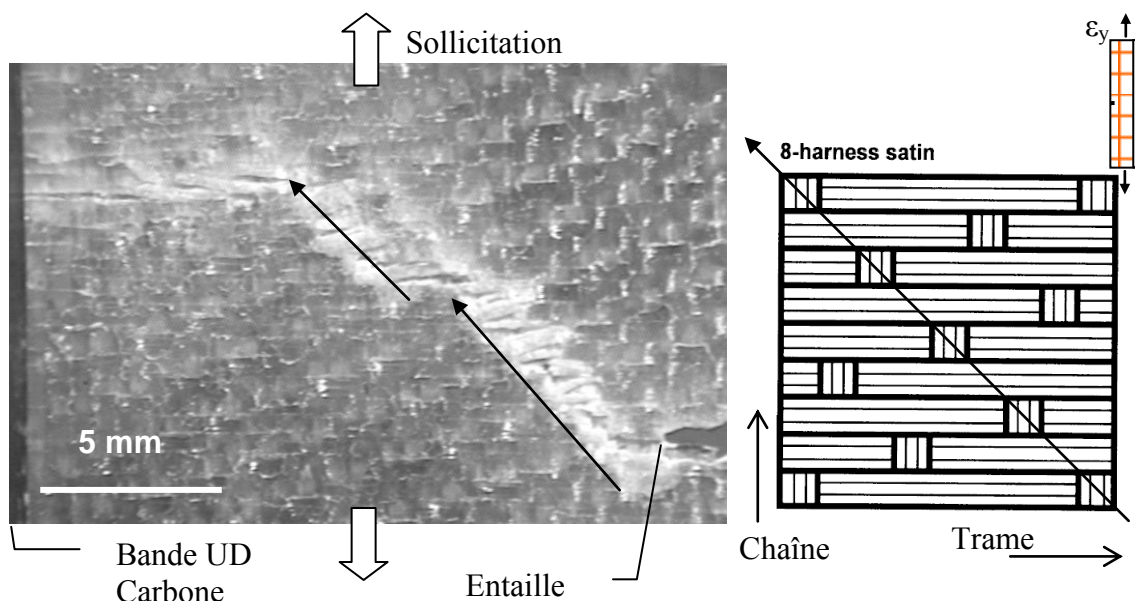 Sollicitation
εy
8-harness satin
5 mm
Chaîne
Trame
Bande UD
Carbone
Entaille